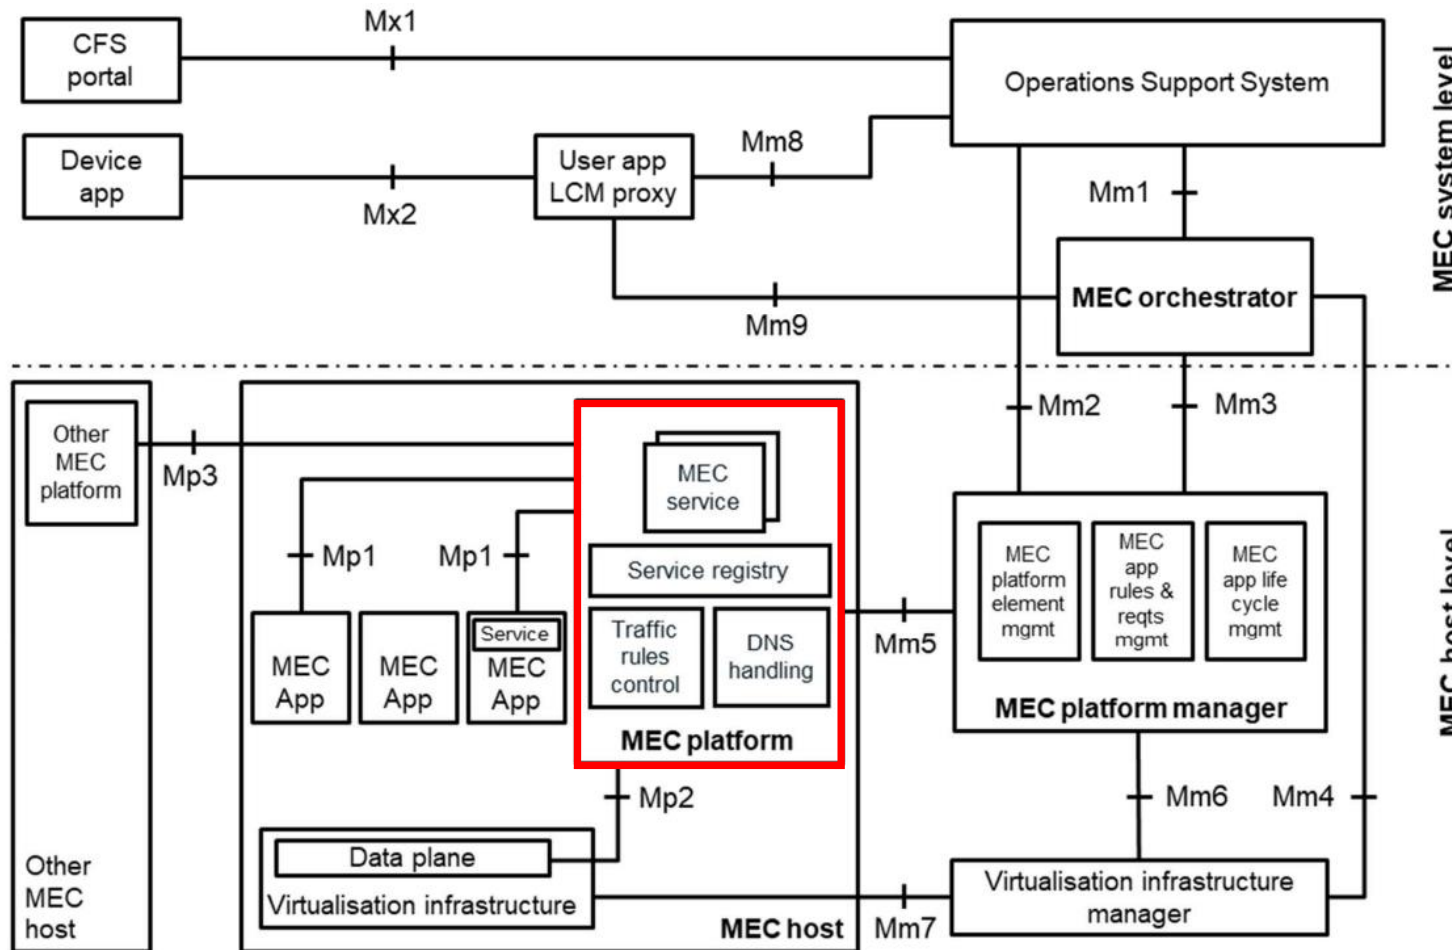 Mx1
CFS
portal
Operations Support System
Device
app
Mx2
User app
LCM proxy
Mm8
Mm1
MEC system level
MEC orchestrator
Mm9
Other
MEC
platform
Mp3
Mm2
Mm3
MEC
service
Mp1
Mp1
Service registry
MEC
platform
element
mgmt
MEC
app
rules &
reqts
mgmt
MEC
app life
cycle
mgmt
MEC host level
MEC
App
MEC
App
Service
MEC
App
Traffic
rules
control
DNS
handling
Mm5
MEC platform
MEC platform manager
Mp2
Mm6
Mm4
Data plane
Virtualisation infrastructure
Other
MEC
host
MEC host
Mm7
Virtualisation infrastructure
manager